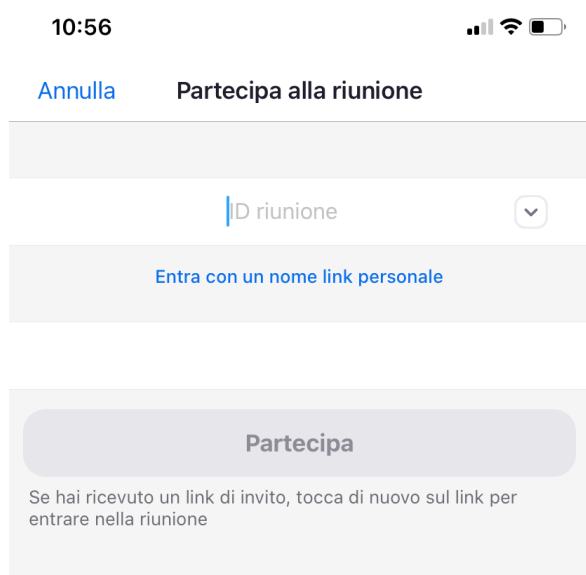 10:56
Annulla Partecipa alla riunione
ID riunione
Entra con un nome link personale
Partecipa
Se hai ricevuto un link di invito, tocca di nuovo sul link per
entrare nella riunione